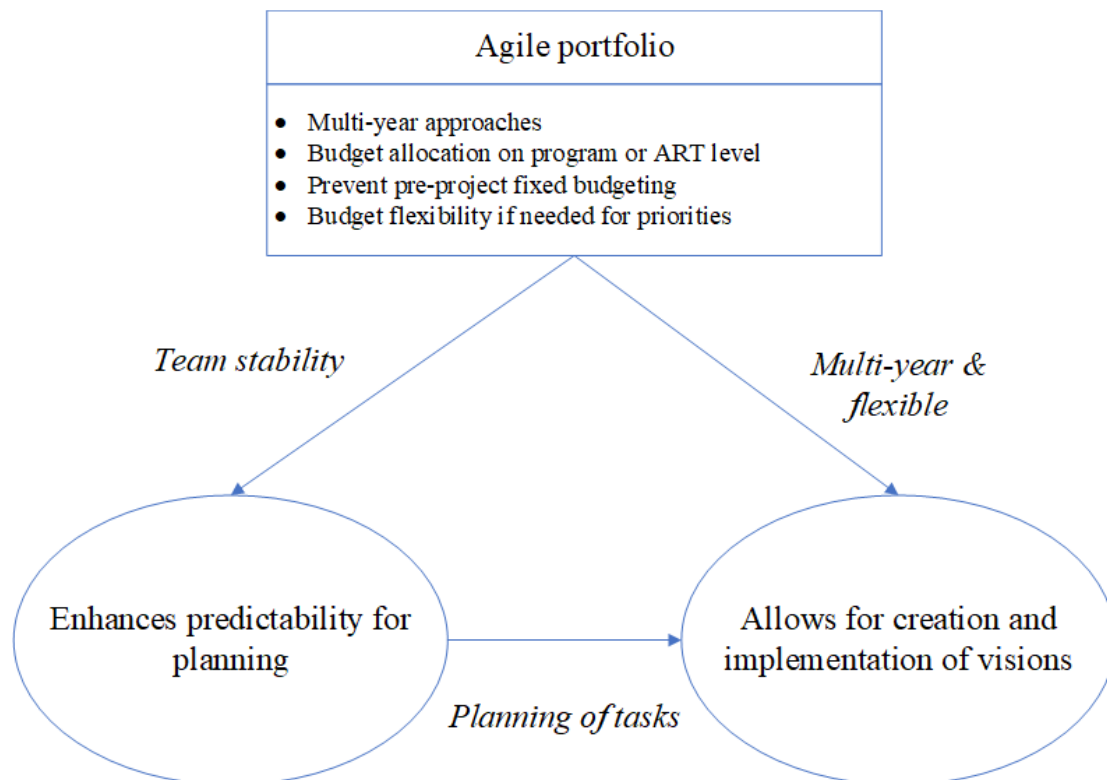 Agile portfolio
• Multi-year approaches
• Budget allocation on program or ART level
• Prevent pre-project fixed budgeting
• Budget flexibility if needed for priorities
Team stability
Multi-year &
flexible
Enhances predictability for
planning
Allows for creation and
implementation of visions
Planning of tasks